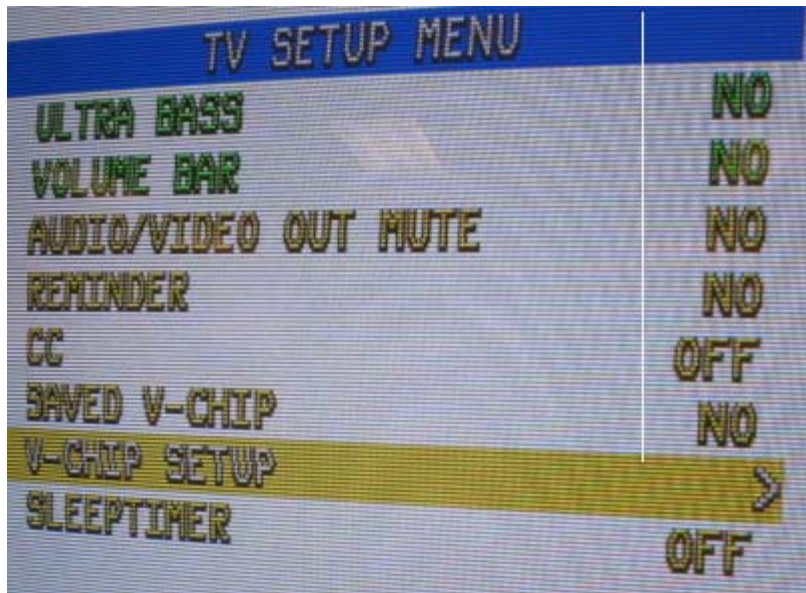 TV SETUP MENU
ULTRA BASS NO
VOLUME BAR NO
AUDIO/VIDEO OUT MUTE NO
REMINDER NO
CC OFF
SAVED V-CHIP NO
V-CHIP SETUP >
SLEEPTIMER OFF